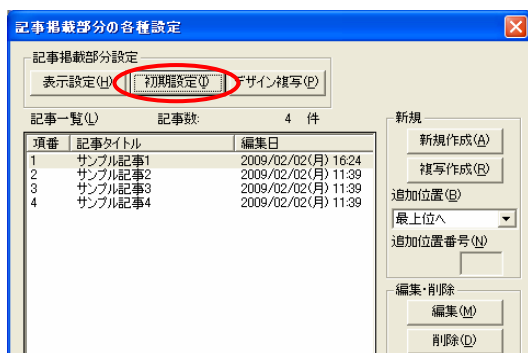 記事掲載部分の各種設定
記事掲載部分設定
表示設定(H) 初期設定(I) デザイン複写(P)
記事一覧(L) 記事数: 4 件
項番 記事タイトル 編集日
1 サンプル記事1 2009/02/02(月) 16:24
2 サンプル記事2 2009/02/02(月) 11:39
3 サンプル記事3 2009/02/02(月) 11:39
4 サンプル記事4 2009/02/02(月) 11:39
新規
新規作成(A)
複写作成(R)
追加位置(B)
最上位へ
追加位置番号(N)
編集・削除
編集(M)
削除(D)